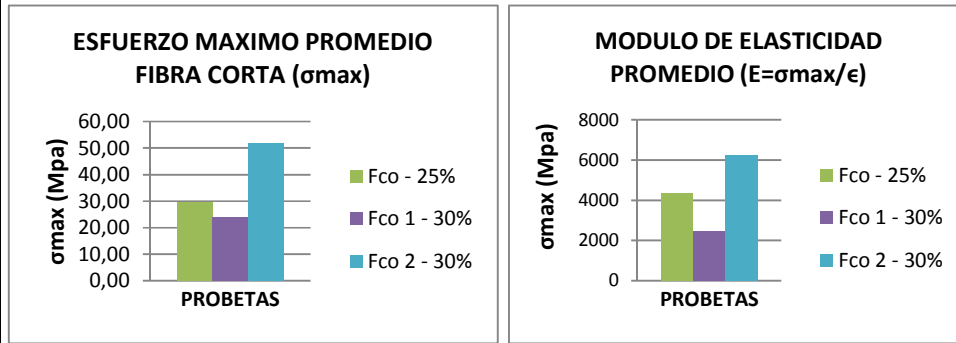 ESFUERZO MAXIMO PROMEDIO
FIBRA CORTA (σmax)
σmax (Mpa)
60,00
50,00
40,00
30,00
20,00
10,00
0,00
PROBETAS
Fco - 25%
Fco 1 - 30%
Fco 2 - 30%
MODULO DE ELASTICIDAD
PROMEDIO (E=σmax/ϵ)
σmax (Mpa)
8000
6000
4000
2000
0
PROBETAS
Fco - 25%
Fco 1 - 30%
Fco 2 - 30%